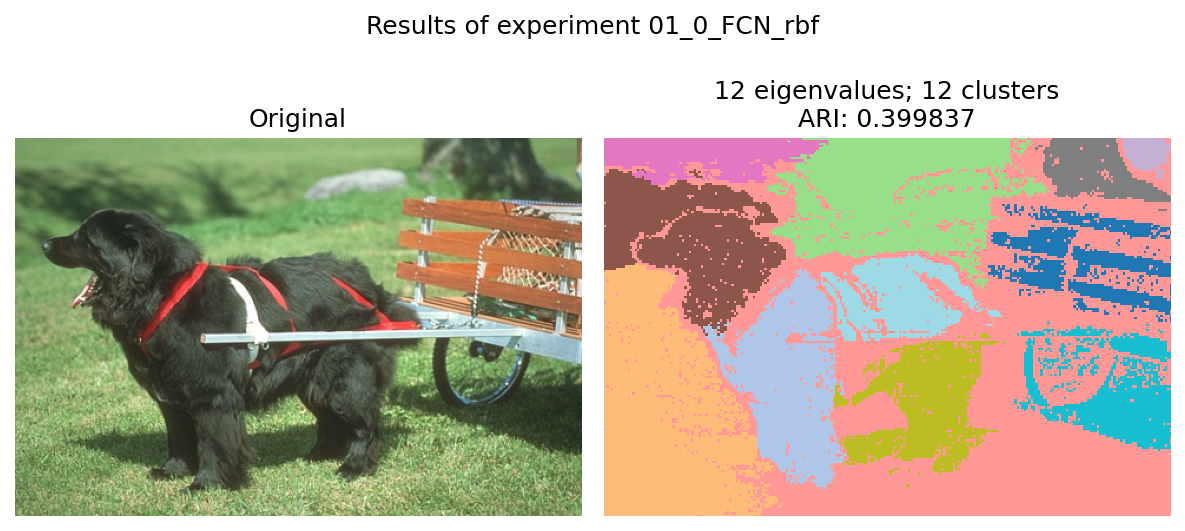 Results of experiment 01_0_FCN_rbf
Original
12 eigenvalues; 12 clusters
ARI: 0.399837